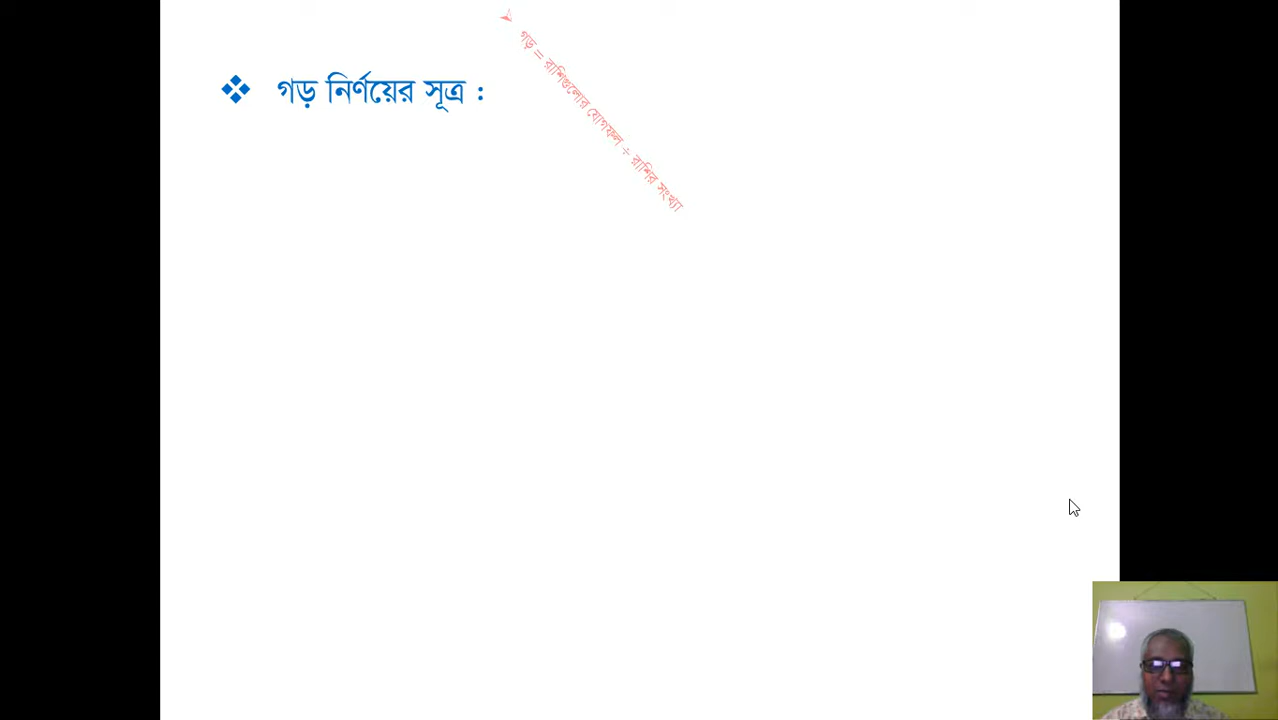 ❖ গড় নির্ণয়ের সূত্র :
➢ গড় = রাশিগুলোর যোগফল ÷ রাশির সংখ্যা